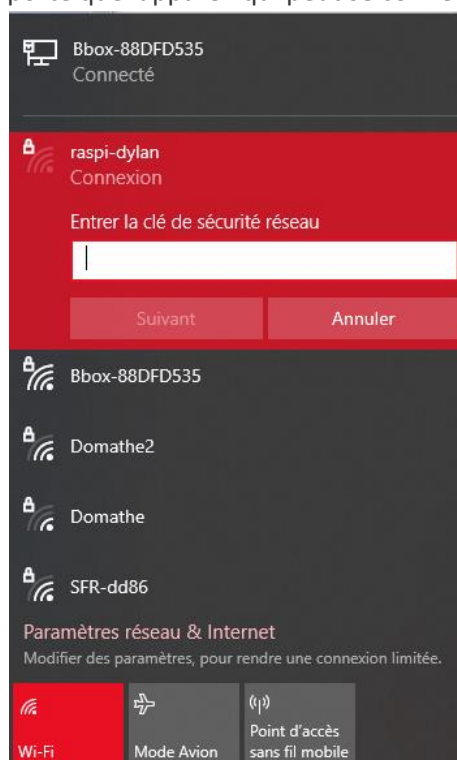 Bbox-88DFD535
Connecté
raspi-dylan
Connexion
Entrer la clé de sécurité réseau
Suivant Annuler
Bbox-88DFD535
Domathe2
Domathe
SFR-dd86
Paramètres réseau & Internet
Modifier des paramètres, pour rendre une connexion limitée.
Wi-Fi
Mode Avion
Point d'accès
sans fil mobile